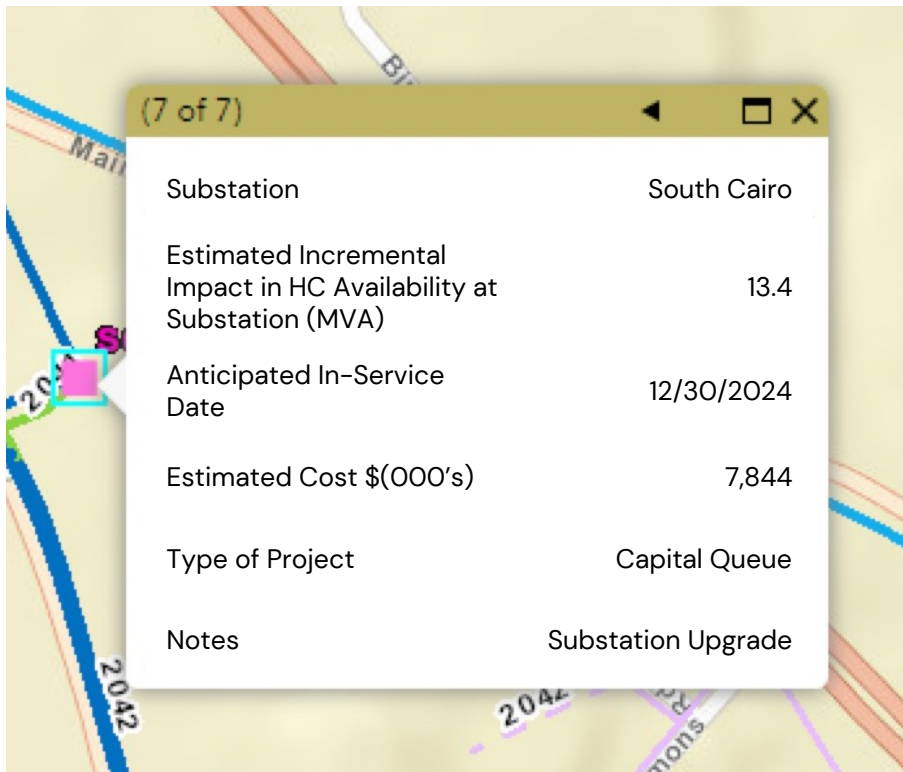 (7 of 7)
Main
Substation South Cairo
Estimated Incremental
Impact in HC Availability at
Substation (MVA) 13.4
Anticipated In-Service
Date 12/30/2024
Estimated Cost $(000's) 7,844
Type of Project Capital Queue
Notes Substation Upgrade
2042
2042